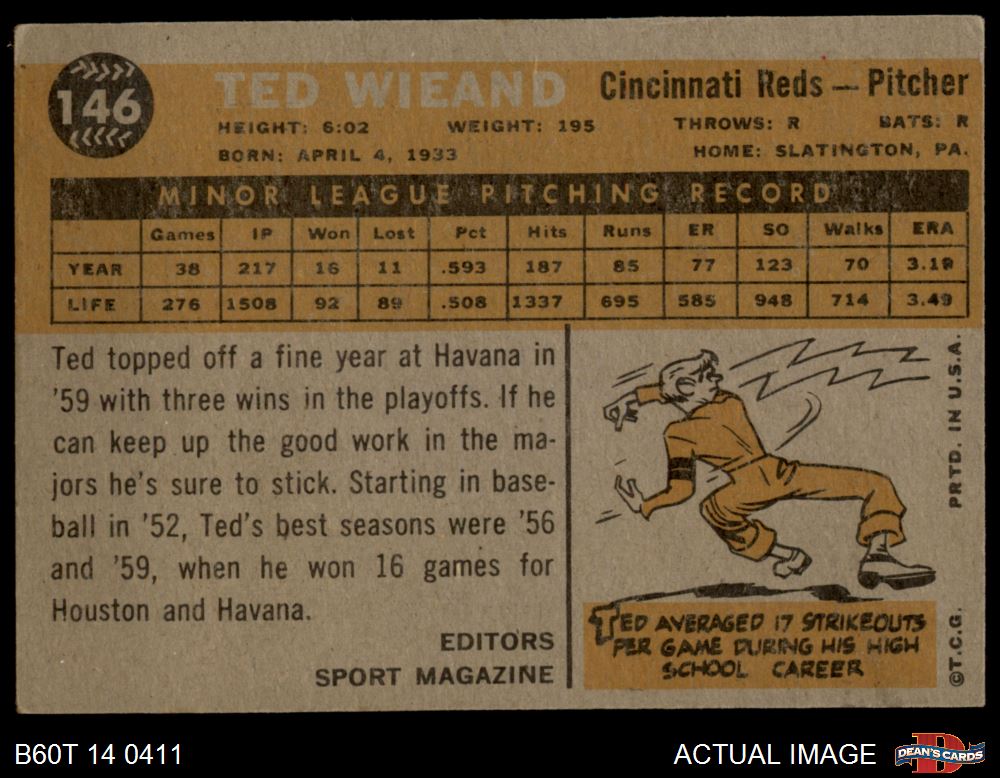 146
TED WIEAND Cincinnati Reds — Pitcher
HEIGHT: 6:02 WEIGHT: 195 THROWS: R BATS: R
BORN: APRIL 4, 1933 HOME: SLATINGTON, PA.
MINOR LEAGUE PITCHING RECORD
Games IP Won Lost Pct Hits Runs ER SO Walks ERA
YEAR 38 217 16 11 .593 187 85 77 123 70 3.19
LIFE 276 1508 92 89 .508 1337 695 585 948 714 3.49
Ted topped off a fine year at Havana in
'59 with three wins in the playoffs. If he
can keep up the good work in the ma-
jors he's sure to stick. Starting in base-
ball in '52, Ted's best seasons were '56
and '59, when he won 16 games for
Houston and Havana.
EDITORS
SPORT MAGAZINE
TED AVERAGED 17 STRIKEOUTS
PER GAME DURING HIS HIGH
SCHOOL CAREER
©T.C.G. PRTD. IN U.S.A.
B60T 14 0411 ACTUAL IMAGE DEAN'S CARDS